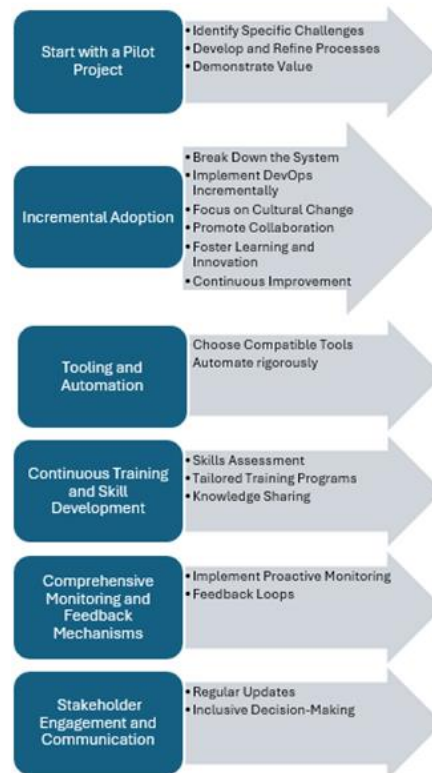 Start with a Pilot
Project
• Identify Specific Challenges
• Develop and Refine Processes
• Demonstrate Value
Incremental Adoption
• Break Down the System
• Implement DevOps
Incrementally
• Focus on Cultural Change
• Promote Collaboration
• Foster Learning and
Innovation
• Continuous Improvement
Tooling and
Automation
Choose Compatible Tools
Automate rigorously
Continuous Training
and Skill
Development
• Skills Assessment
• Tailored Training Programs
• Knowledge Sharing
Comprehensive
Monitoring and
Feedback
Mechanisms
• Implement Proactive Monitoring
• Feedback Loops
Stakeholder
Engagement and
Communication
• Regular Updates
• Inclusive Decision-Making